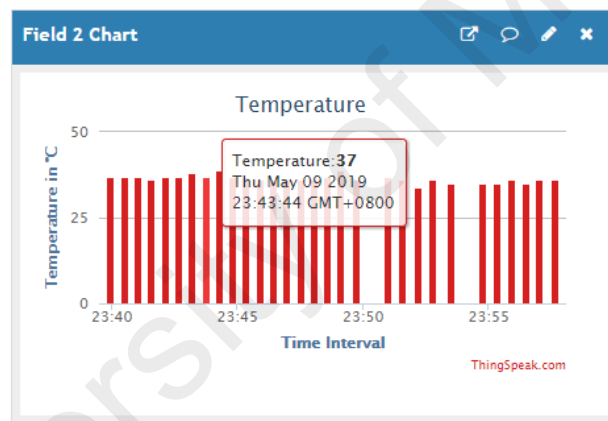 Field 2 Chart
Temperature
50
25
0
Temperature in °C
Temperature:37
Thu May 09 2019
23:43:44 GMT+0800
23:40
23:45
23:50
23:55
Time Interval
ThingSpeak.com